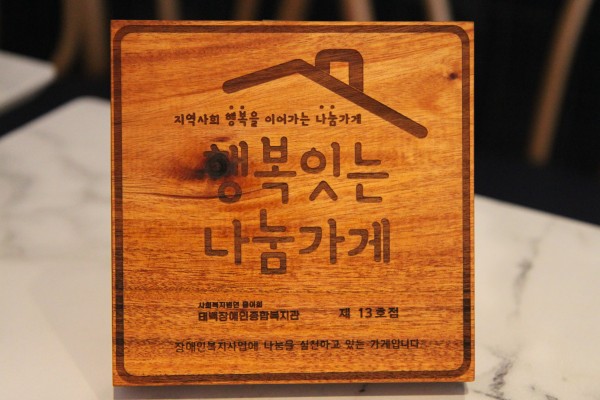 지역사회 행복을 이어가는 나눔가게
행복잇는
나눔가게
사회복지법인 들아띠
태백장애인종합복지관 제 13호점
장애인복지사업에 나눔을 실천하고 있는 가게입니다